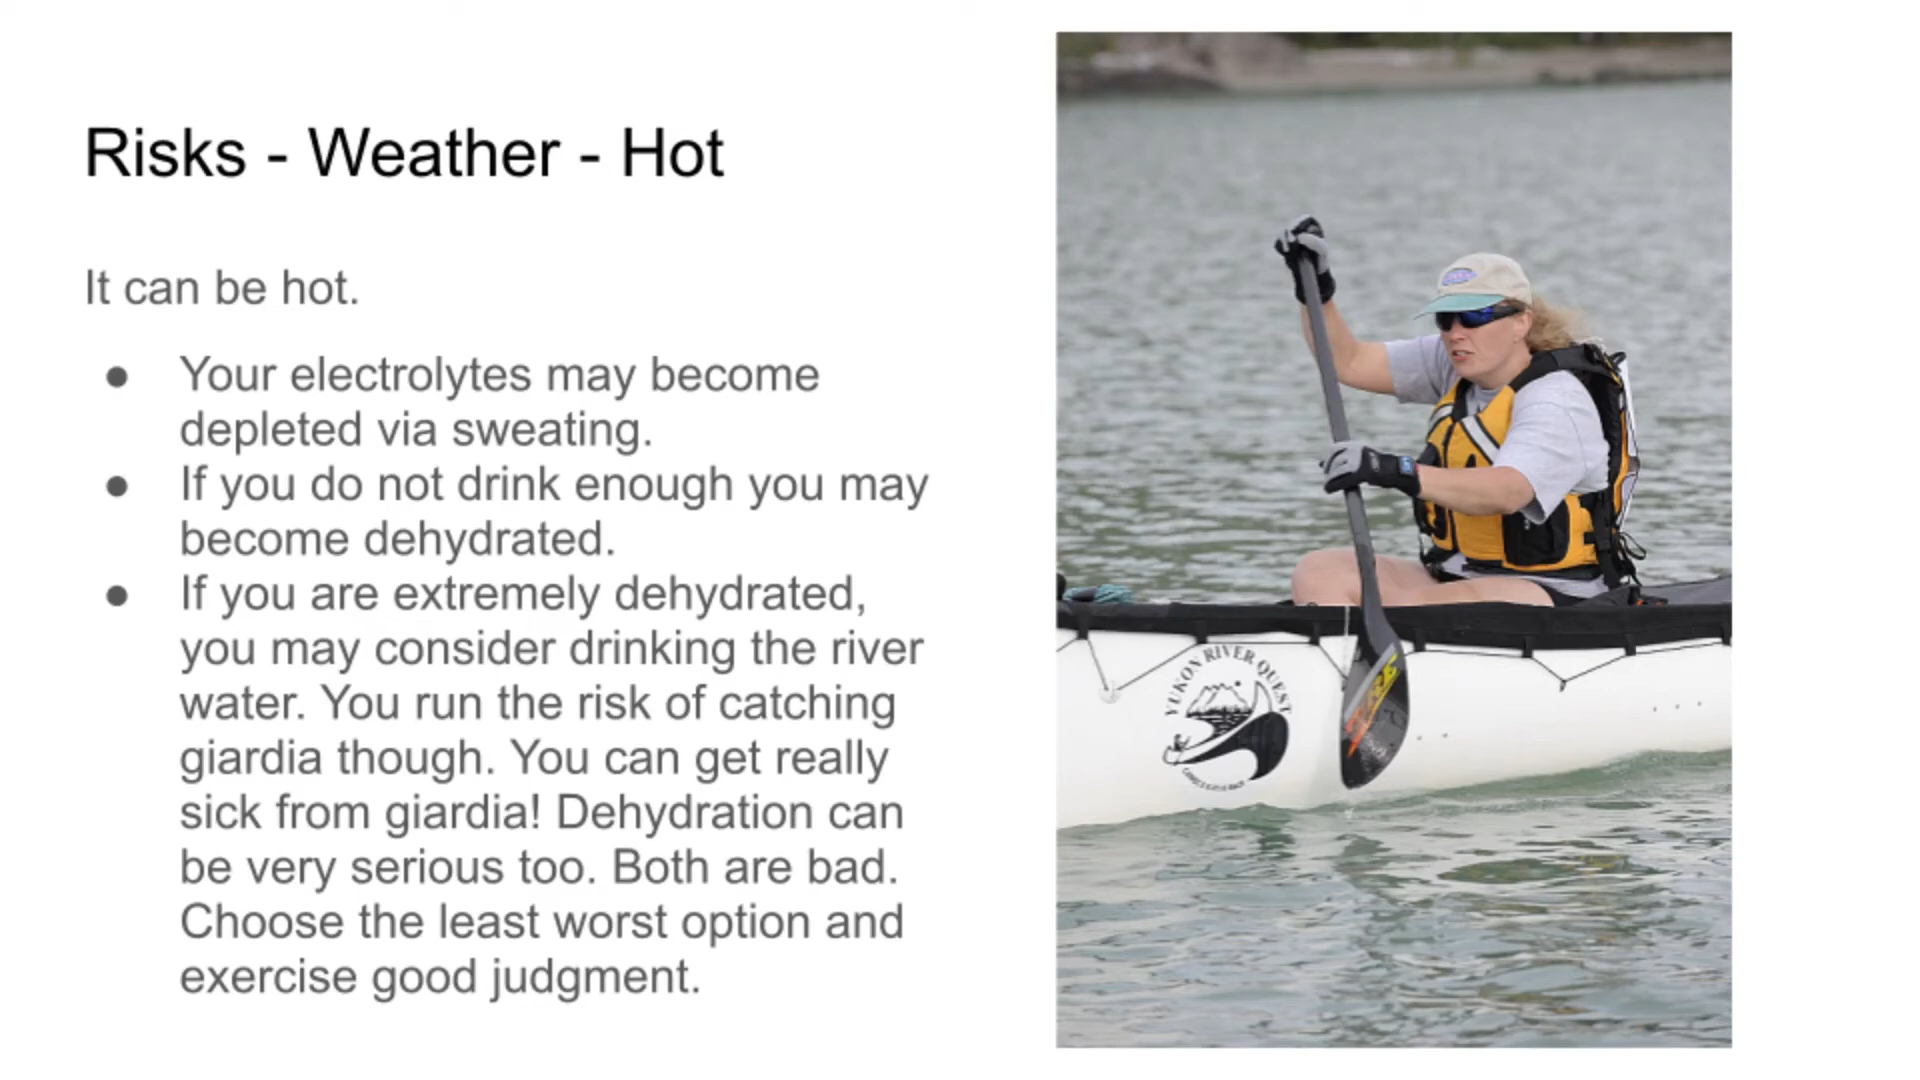 Risks - Weather - Hot
It can be hot.
● Your electrolytes may become
depleted via sweating.
● If you do not drink enough you may
become dehydrated.
● If you are extremely dehydrated,
you may consider drinking the river
water. You run the risk of catching
giardia though. You can get really
sick from giardia! Dehydration can
be very serious too. Both are bad.
Choose the least worst option and
exercise good judgment.
YUKON RIVER QUEST